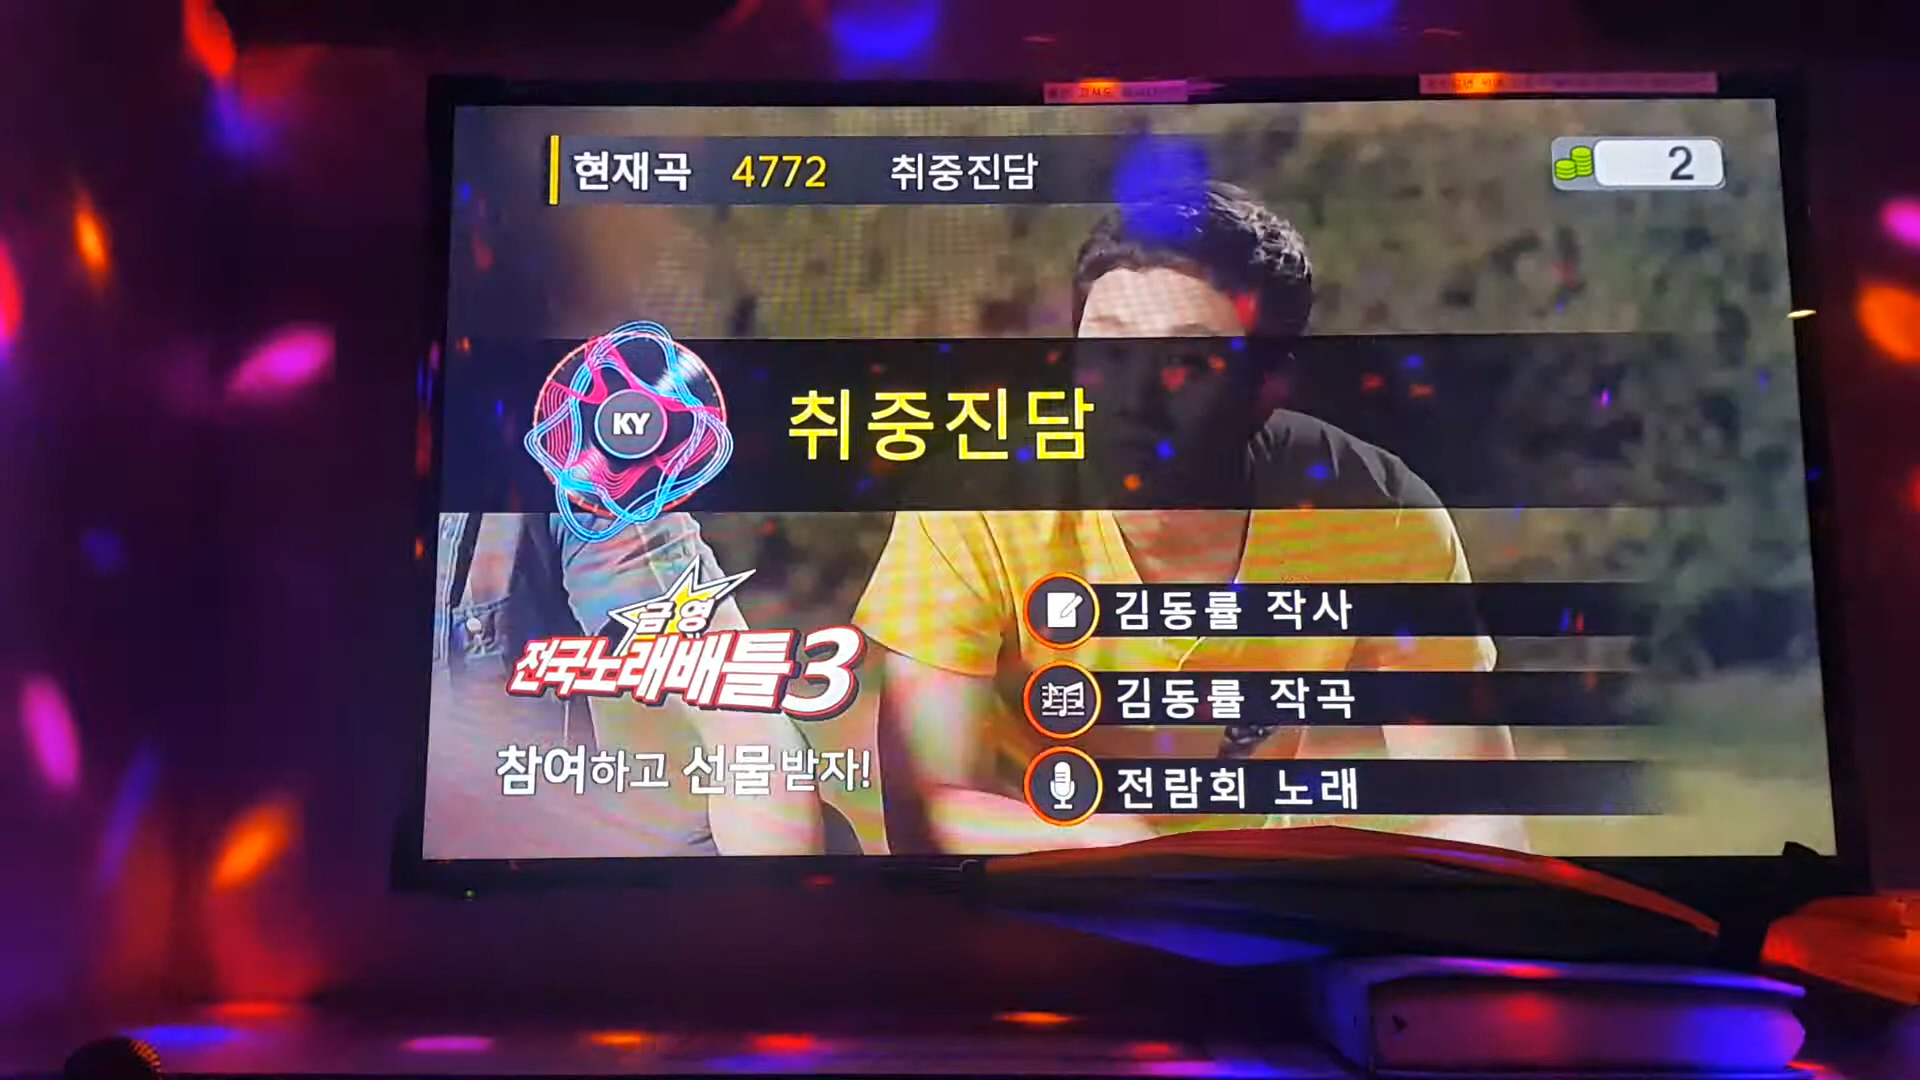 현재곡 4772 취중진담
2
KY
취중진담
금영
전국노래배틀3
참여하고 선물받자!
김동률 작사
김동률 작곡
전람회 노래